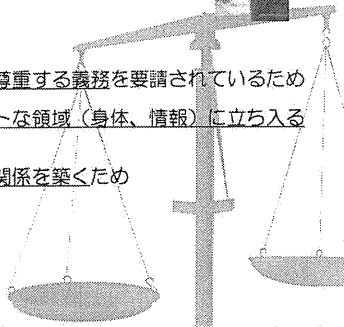 尊重する義務を要請されているため
トな領域（身体、情報）に立ち入る
関係を築くため